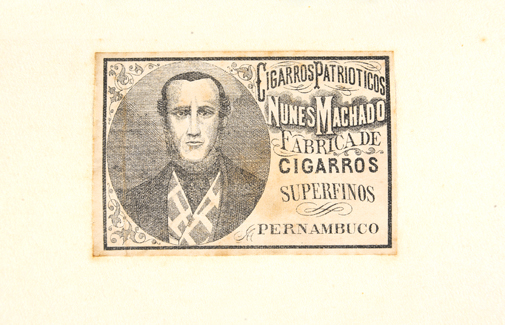 CIGARROS PATRIOTICOS
NUNES MACHADO
FABRICA DE
CIGARROS
SUPERFINOS
PERNAMBUCO